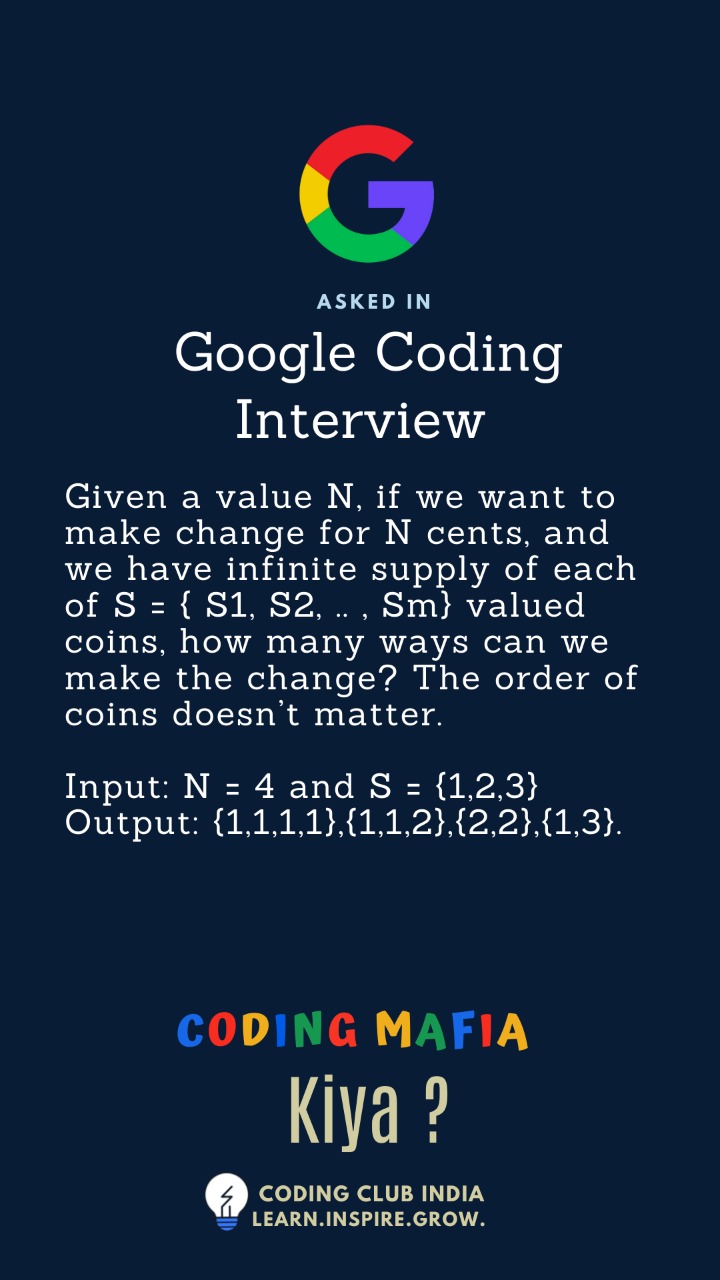 ASKED IN
Google Coding
Interview
Given a value N, if we want to
make change for N cents, and
we have infinite supply of each
of S = { S1, S2, .. , Sm} valued
coins, how many ways can we
make the change? The order of
coins doesn’t matter.
Input: N = 4 and S = {1,2,3}
Output: {1,1,1,1},{1,1,2},{2,2},{1,3}.
CODING MAFIA
Kiya ?
CODING CLUB INDIA
LEARN.INSPIRE.GROW.